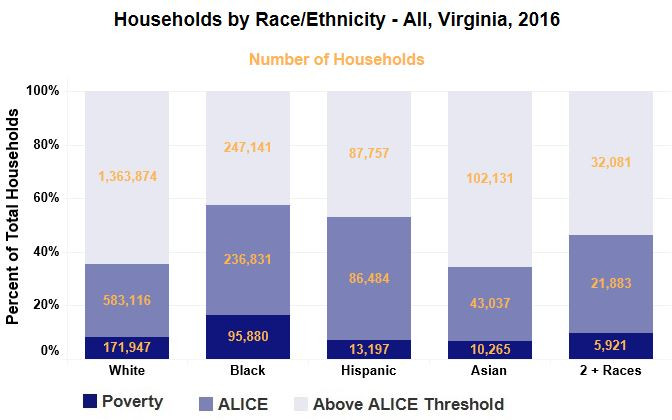 Households by Race/Ethnicity - All, Virginia, 2016
Number of Households
Percent of Total Households
100%
80%
60%
40%
20%
0%
1,363,874
247,141
87,757
102,131
32,081
583,116
236,831
86,484
43,037
21,883
171,947
95,880
13,197
10,265
5,921
White
Black
Hispanic
Asian
2 + Races
Poverty
ALICE
Above ALICE Threshold